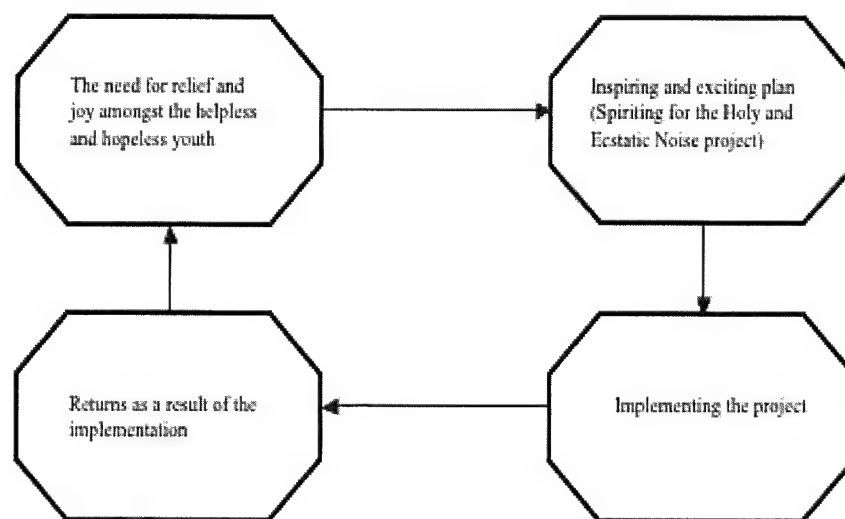 The need for relief and
joy amongst the helpless
and hopeless youth
Inspiring and exciting plan
(Spiriting for the Holy and
Ecstatic Noise project)
Returns as a result of the
implementation
Implementing the project